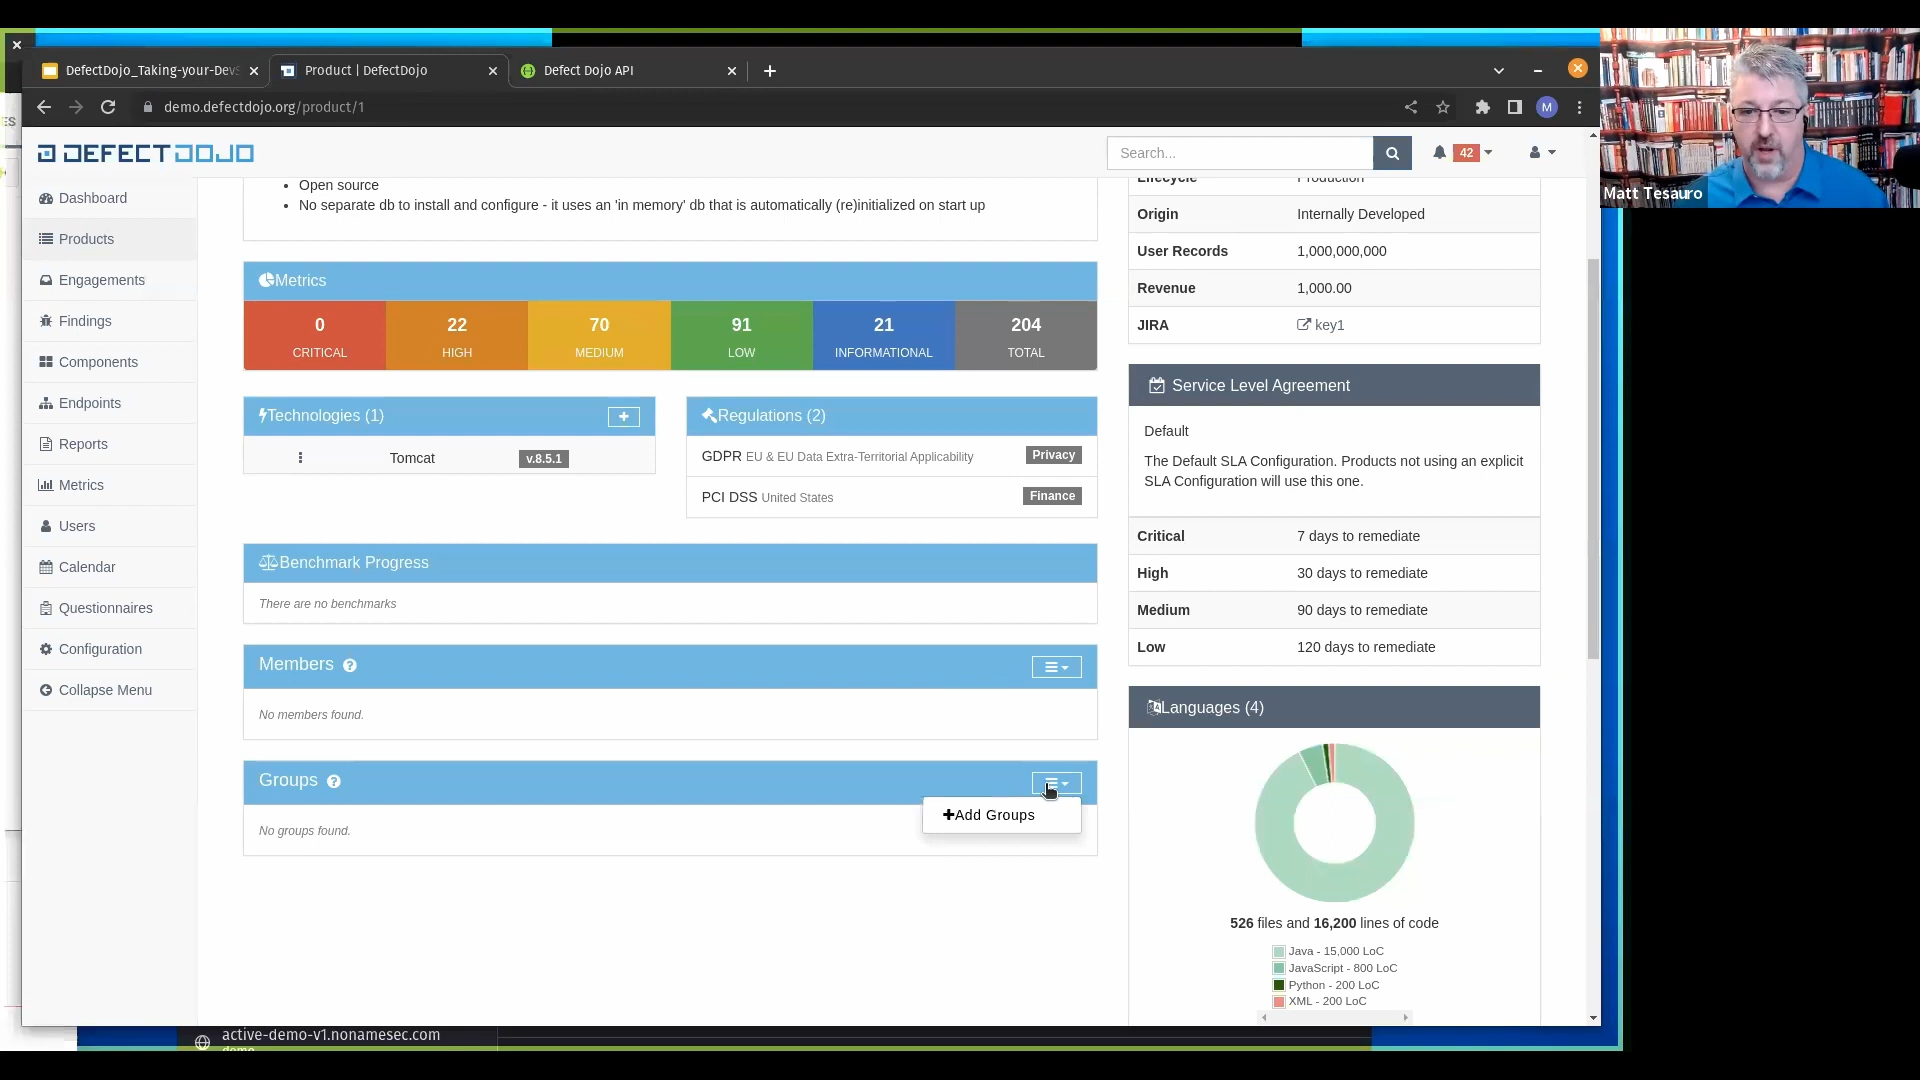 DefectDojo_Taking-your-DevS
Product | DefectDojo
Defect Dojo API
demo.defectdojo.org/product/1
M
Matt Tesauro
DEFECTDOJO
Search...
42
Dashboard
Products
Engagements
Findings
Components
Endpoints
Reports
Metrics
Users
Calendar
Questionnaires
Configuration
Collapse Menu
Open source
No separate db to install and configure - it uses an 'in memory' db that is automatically (re)initialized on start up
Metrics
0 22 70 91 21 204
CRITICAL HIGH MEDIUM LOW INFORMATIONAL TOTAL
Technologies (1)
Tomcat v.8.5.1
Regulations (2)
GDPR EU & EU Data Extra-Territorial Applicability Privacy
PCI DSS United States Finance
Benchmark Progress
There are no benchmarks
Members
No members found.
Groups
Add Groups
No groups found.
Lifecycle Production
Origin Internally Developed
User Records 1,000,000,000
Revenue 1,000.00
JIRA key1
Service Level Agreement
Default
The Default SLA Configuration. Products not using an explicit
SLA Configuration will use this one.
Critical 7 days to remediate
High 30 days to remediate
Medium 90 days to remediate
Low 120 days to remediate
Languages (4)
526 files and 16,200 lines of code
Java - 15,000 LoC
JavaScript - 800 LoC
Python - 200 LoC
XML - 200 LoC
active-demo-v1.nonamesec.com